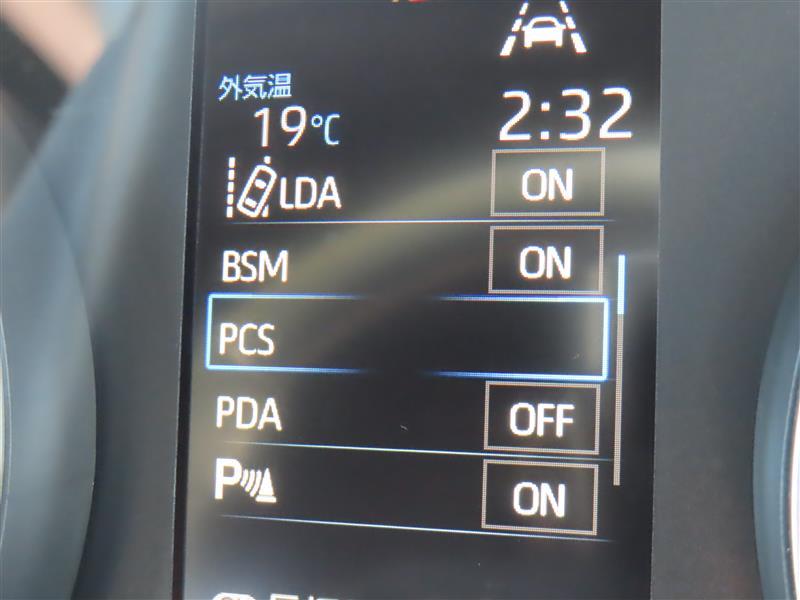 外気温
19℃ 2:32
LDA ON
BSM ON
PCS
PDA OFF
P ON